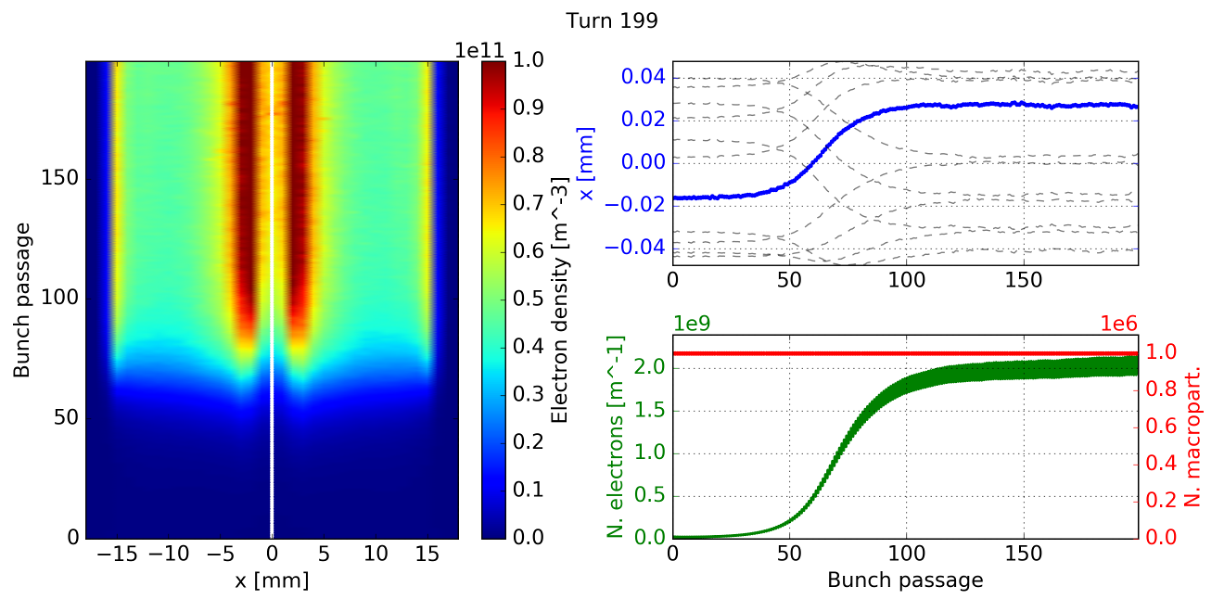 Turn 199
1e11
Bunch passage
150
100
50
0
−15 −10 −5 0 5 10 15
x [mm]
1.0
0.9
0.8
0.7
0.6
0.5
0.4
0.3
0.2
0.1
0.0
Electron density [m^-3]
x [mm]
0.04
0.02
0.00
−0.02
−0.04
0 50 100 150
1e9
1e6
N. electrons [m^-1]
2.0
1.5
1.0
0.5
0.0
1.0
0.8
0.6
0.4
0.2
0.0
N. macropart.
0 50 100 150
Bunch passage